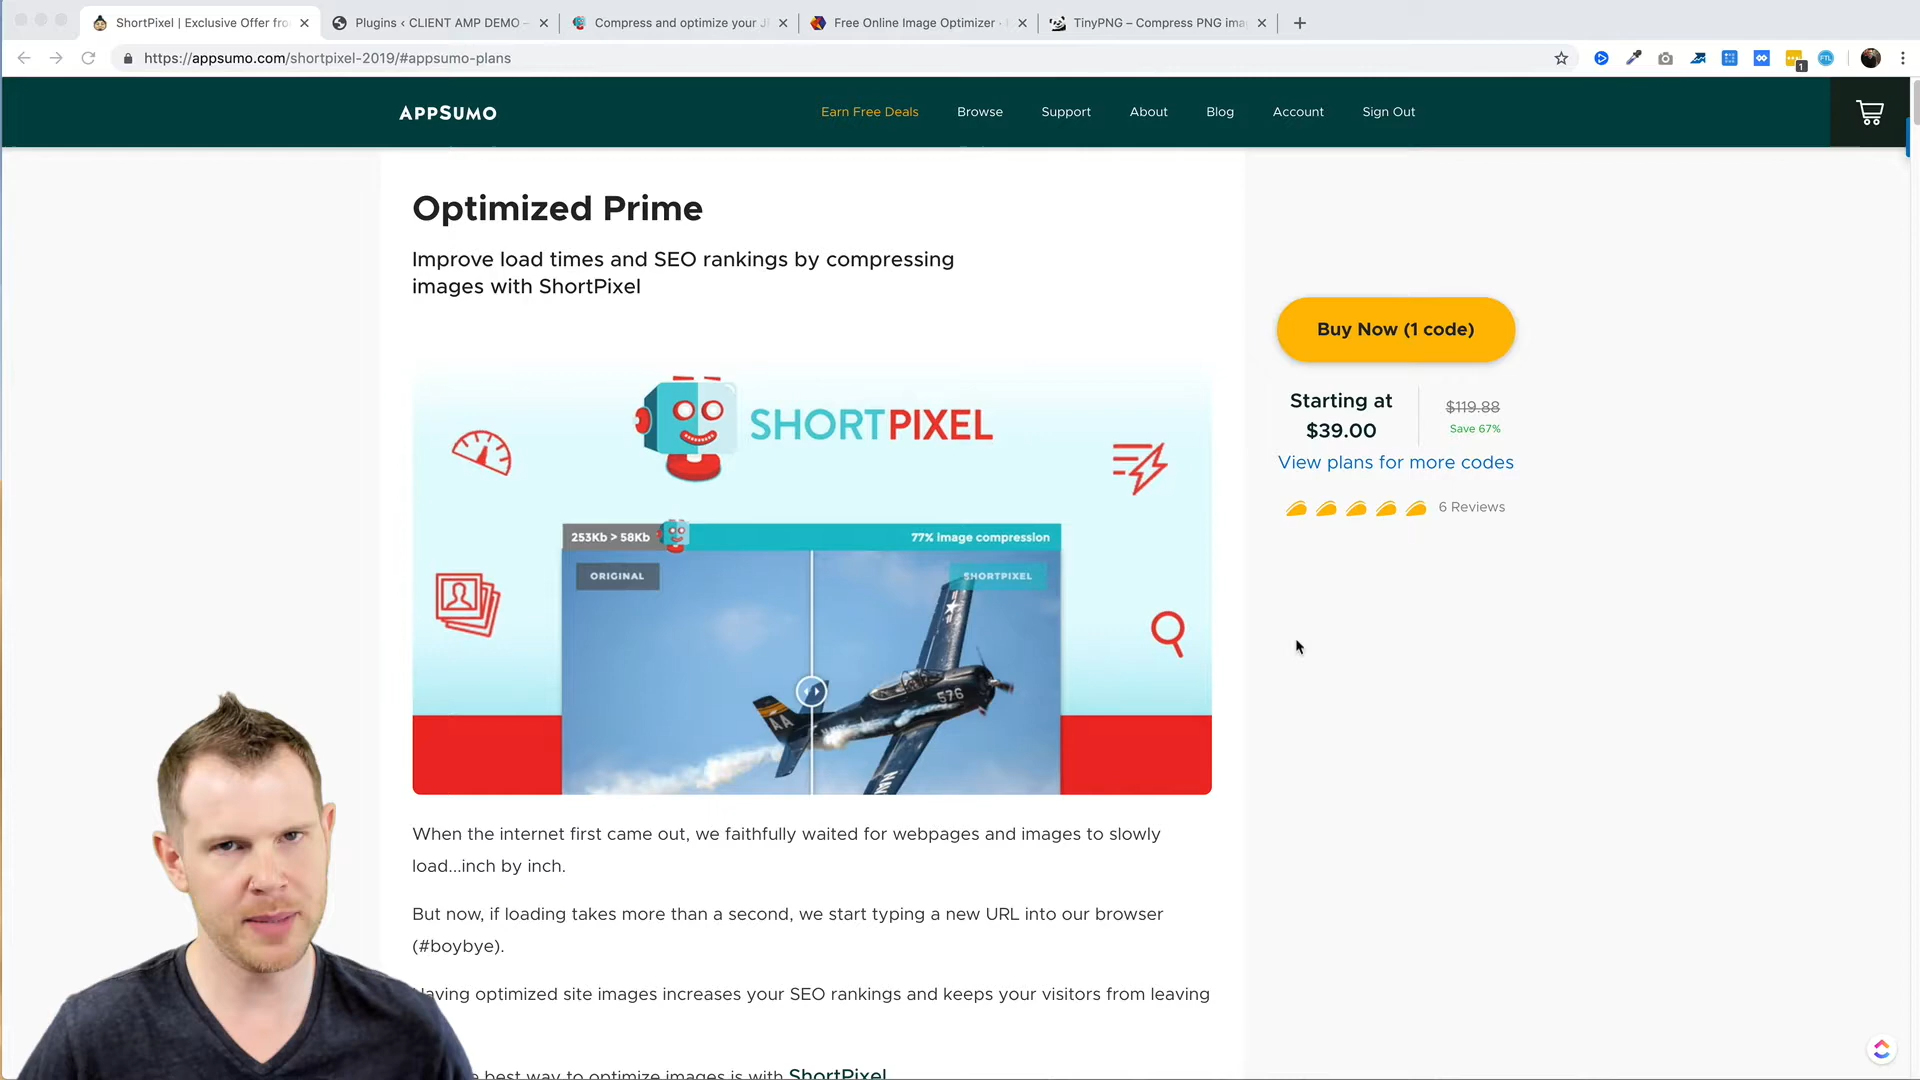 ShortPixel | Exclusive Offer fro
Plugins ‹ CLIENT AMP DEMO –
Compress and optimize your J
Free Online Image Optimizer ·
TinyPNG – Compress PNG ima
https://appsumo.com/shortpixel-2019/#appsumo-plans
1
FTL
APPSUMO
Earn Free Deals
Browse
Support
About
Blog
Account
Sign Out
Optimized Prime
Improve load times and SEO rankings by compressing
images with ShortPixel
Buy Now (1 code)
Starting at
$39.00
$119.88
Save 67%
View plans for more codes
6 Reviews
SHORTPIXEL
253Kb > 58Kb
77% image compression
ORIGINAL
SHORTPIXEL
576
AA
When the internet first came out, we faithfully waited for webpages and images to slowly
load...inch by inch.
But now, if loading takes more than a second, we start typing a new URL into our browser
(#boybye).
Having optimized site images increases your SEO rankings and keeps your visitors from leaving
best way to optimize images is with ShortPixel